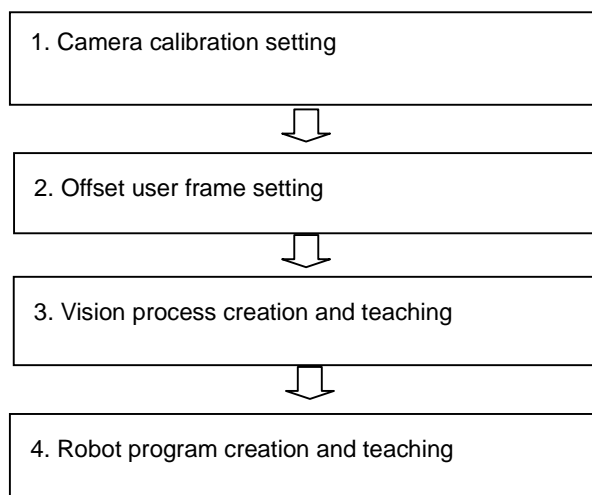 1. Camera calibration setting
2. Offset user frame setting
3. Vision process creation and teaching
4. Robot program creation and teaching